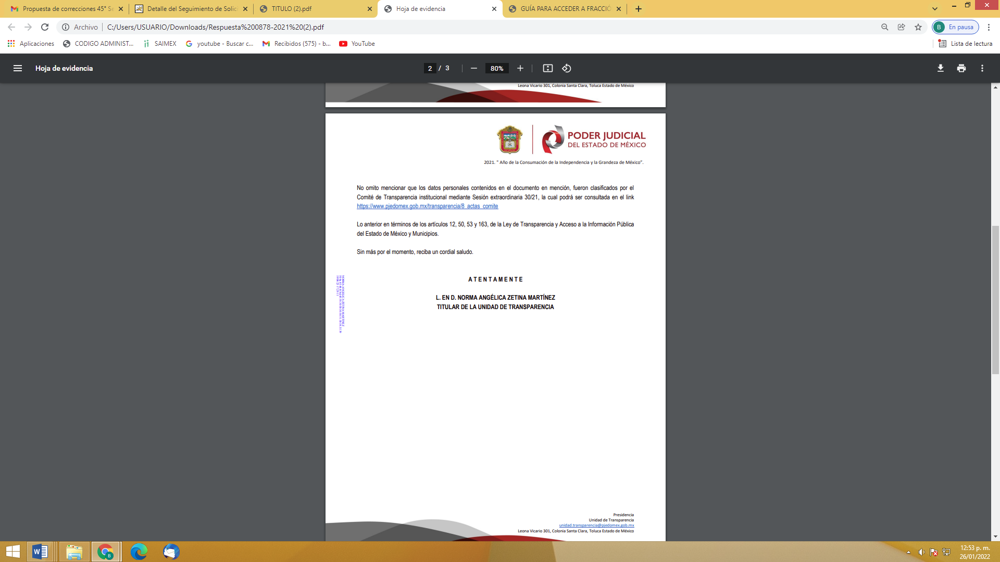 Propuesta de correcciones 45° Se
Detalle del Seguimiento de Solici
TITULO (2).pdf
Hoja de evidencia
GUÍA PARA ACCEDER A FRACCIÓ
Archivo
C:/Users/USUARIO/Downloads/Respuesta%200878-2021%20(2).pdf
B En pausa
Aplicaciones
CODIGO ADMINIST...
SAIMEX
youtube - Buscar c...
Recibidos (575) - b...
YouTube
Lista de lectura
Hoja de evidencia
2 / 3
80%
Leona Vicario 301, Colonia Santa Clara, Toluca Estado de México
PODER JUDICIAL
DEL ESTADO DE MÉXICO
2021. " Año de la Consumación de la Independencia y la Grandeza de México".
No omito mencionar que los datos personales contenidos en el documento en mención, fueron clasificados por el
Comité de Transparencia institucional mediante Sesión extraordinaria 30/21, la cual podrá ser consultada en el link
https://www.pjedomex.gob.mx/transparencia/8_actas_comite
Lo anterior en términos de los artículos 12, 50, 53 y 163, de la Ley de Transparencia y Acceso a la Información Pública
del Estado de México y Municipios.
Sin más por el momento, reciba un cordial saludo.
NORMA ANGELICA ZETINA MARTINEZ
A T E N T A M E N T E
L. EN D. NORMA ANGÉLICA ZETINA MARTÍNEZ
TITULAR DE LA UNIDAD DE TRANSPARENCIA
Presidencia
Unidad de Transparencia
unidad.transparencia@pjedomex.gob.mx
Leona Vicario 301, Colonia Santa Clara, Toluca Estado de México
12:53 p. m.
26/01/2022